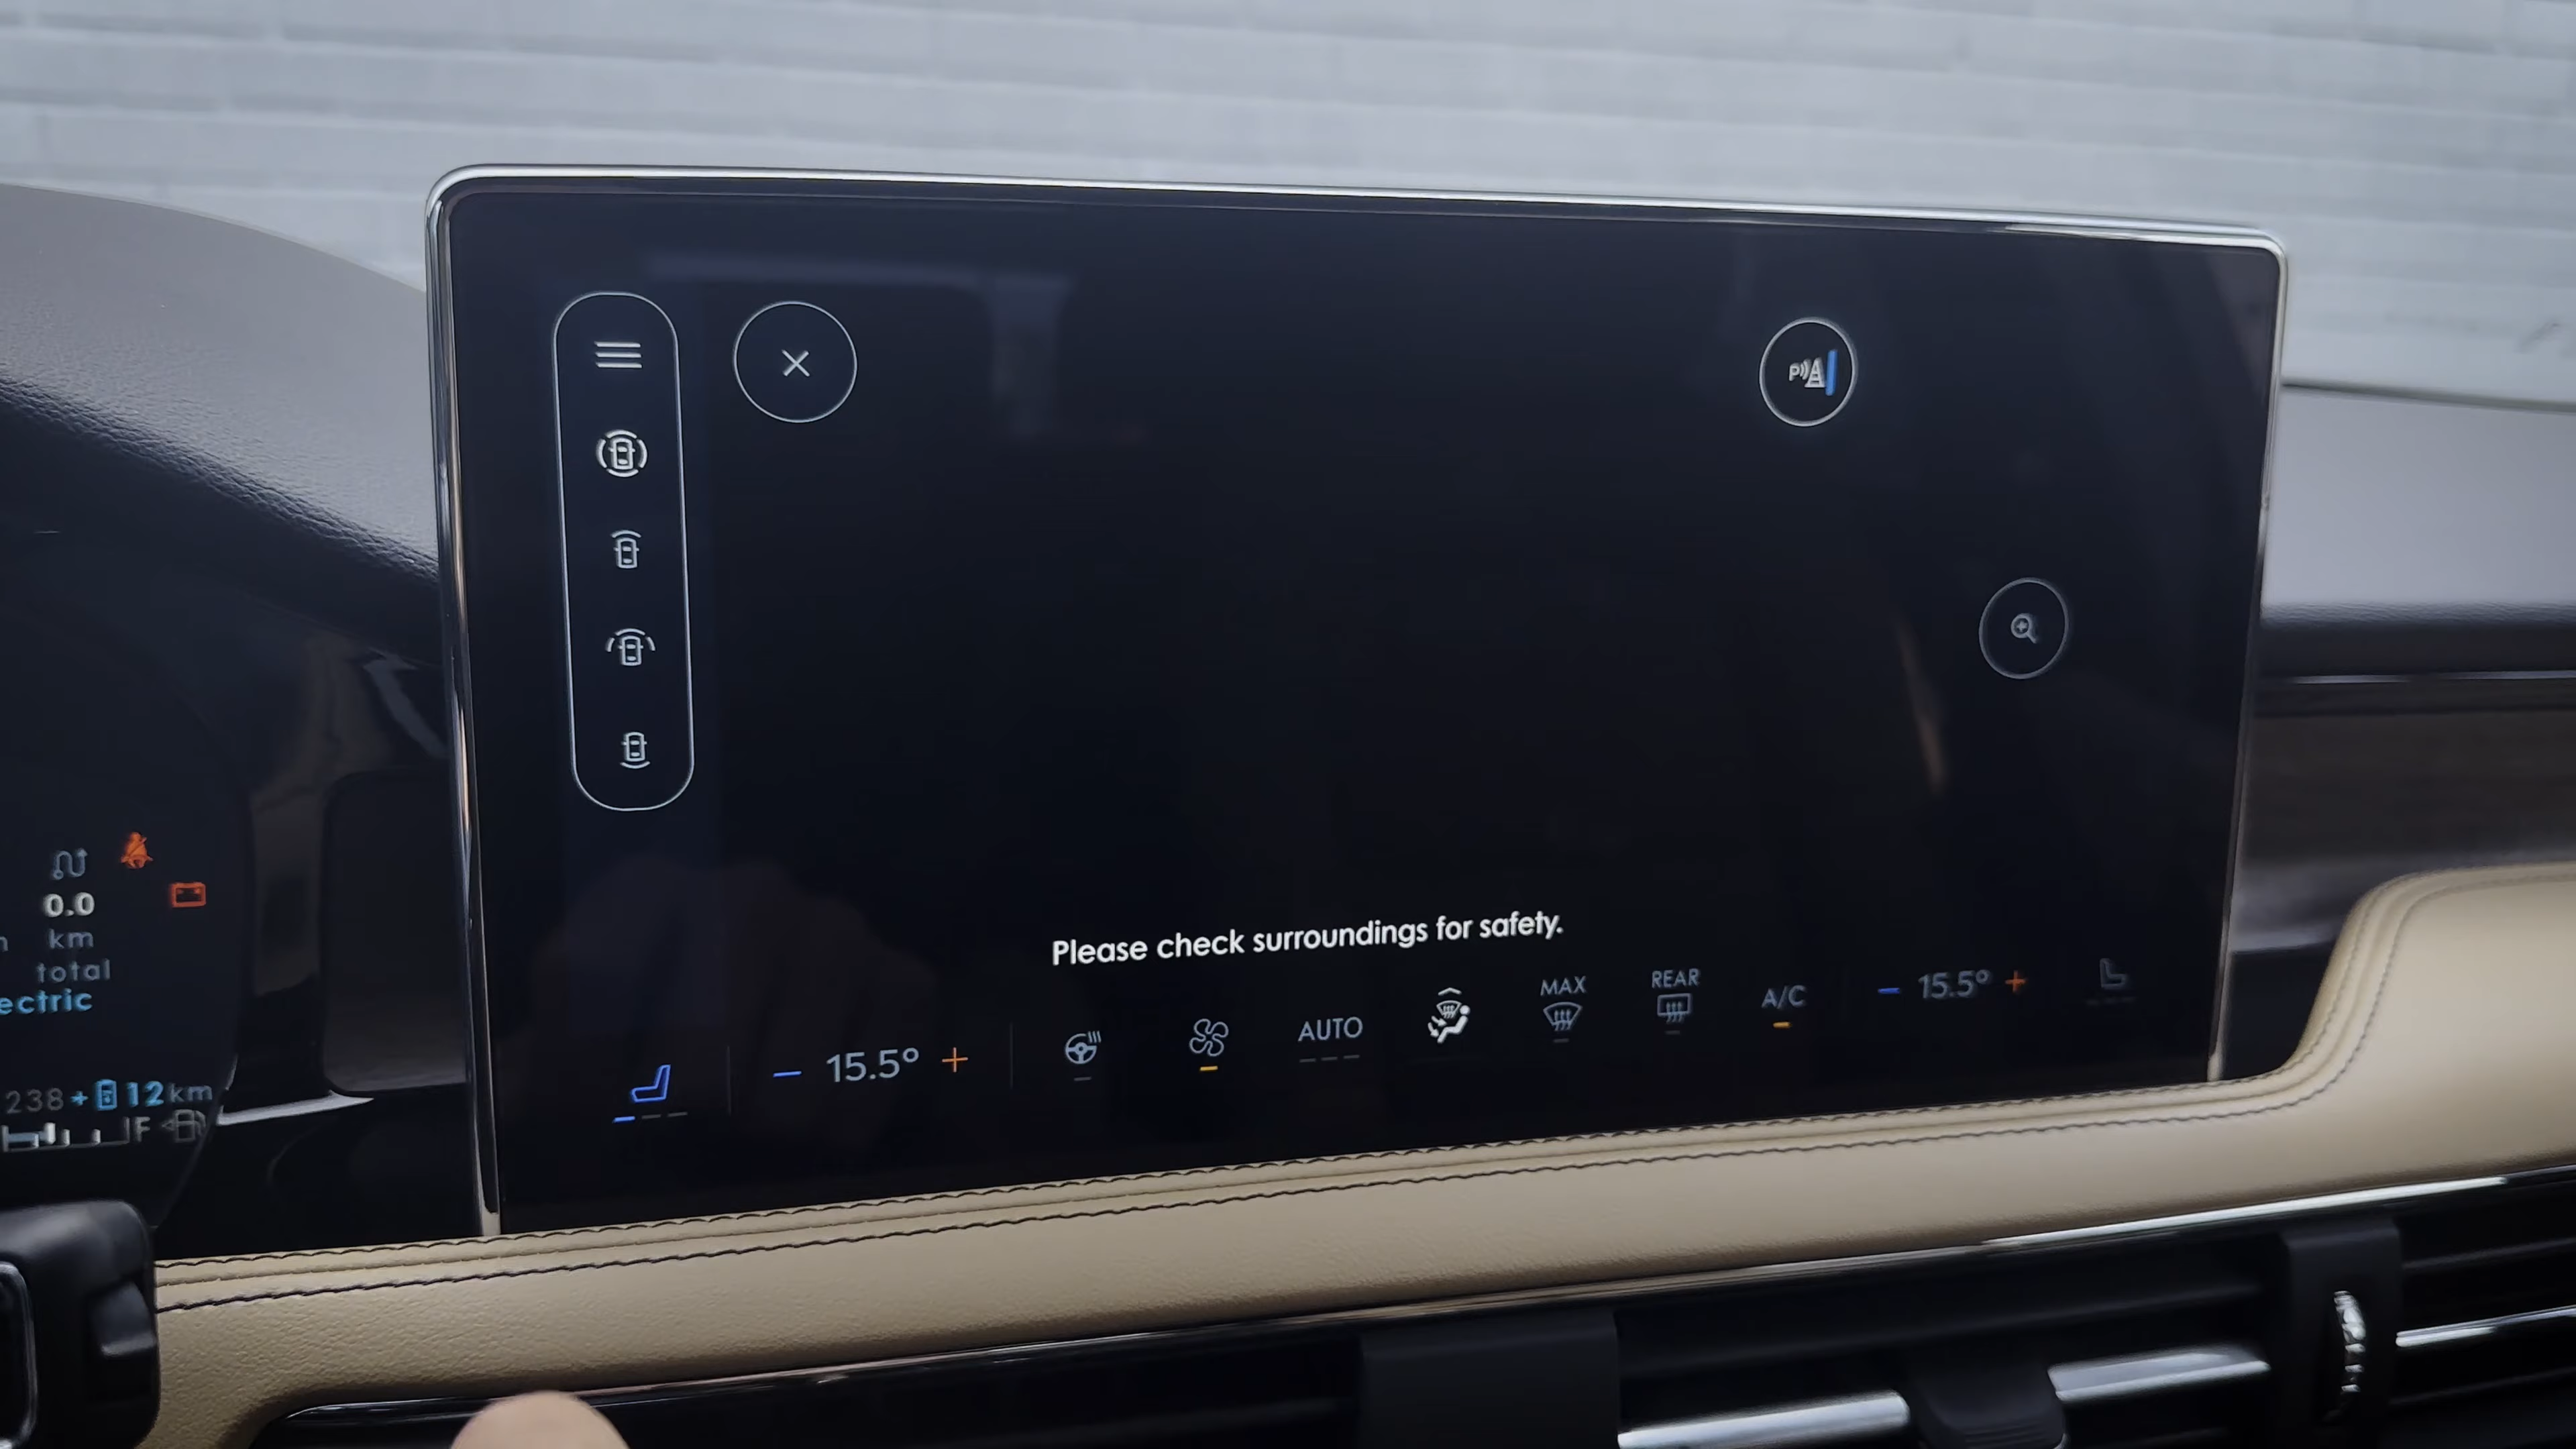 P
Please check surroundings for safety.
MAX
REAR
A/C
− 15.5° +
AUTO
− 15.5° +
0.0
km
total
ectric
238+12km
F